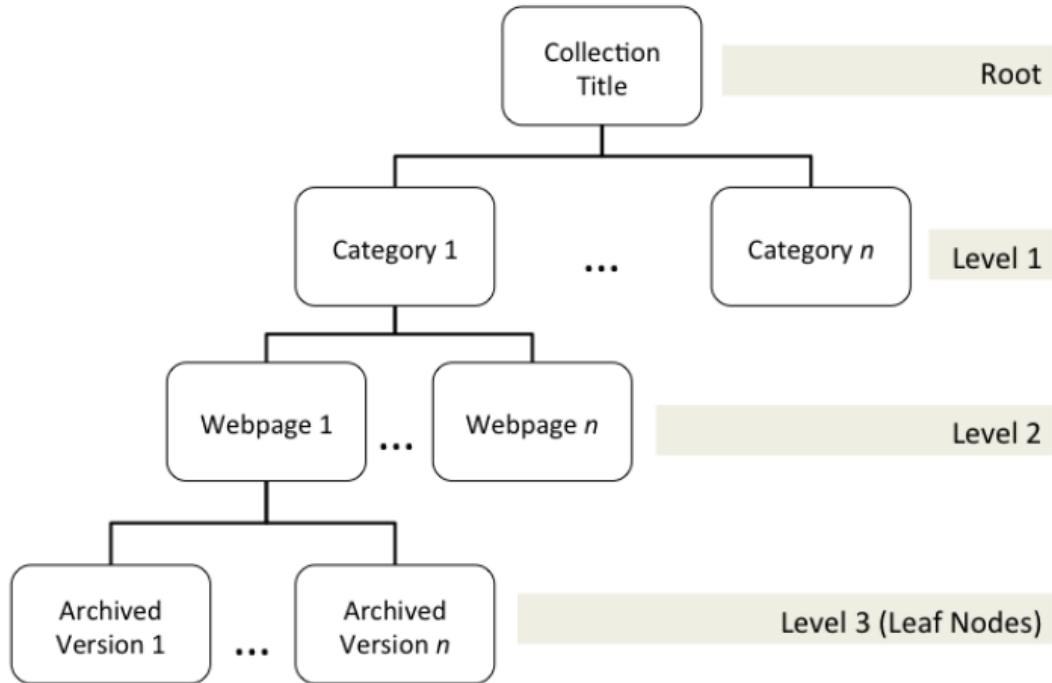 Collection
Title
Root
Category 1
...
Category n
Level 1
Webpage 1
...
Webpage n
Level 2
Archived
Version 1
...
Archived
Version n
Level 3 (Leaf Nodes)